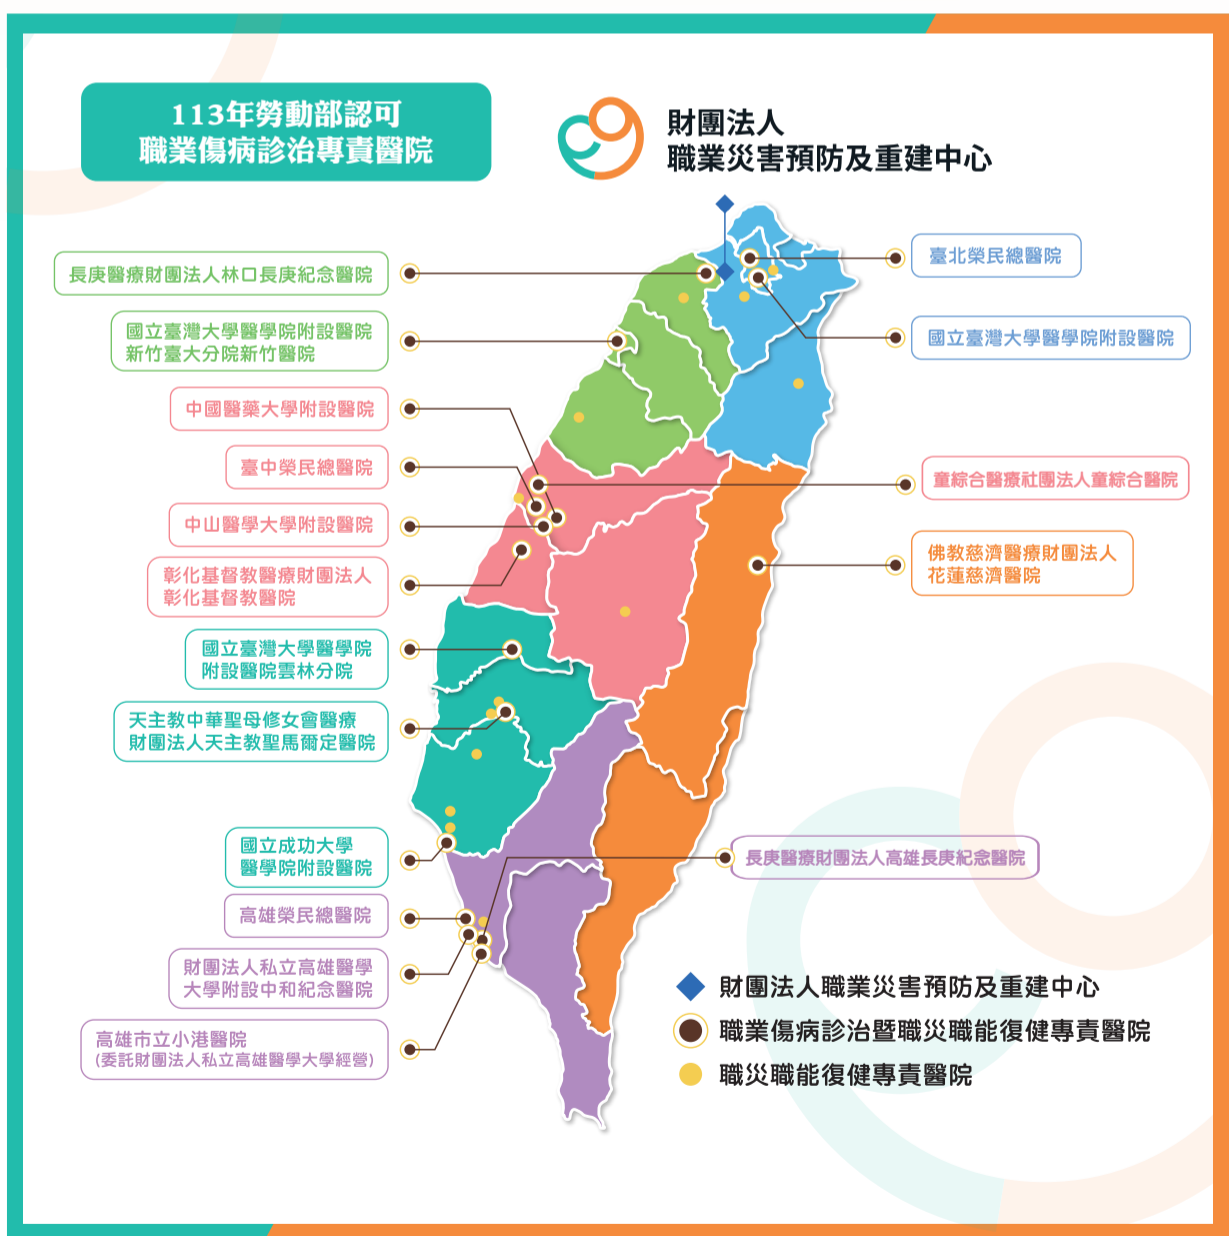 113年勞動部認可
職業傷病診治專責醫院
財團法人
職業災害預防及重建中心
長庚醫療財團法人林口長庚紀念醫院
國立臺灣大學醫學院附設醫院
新竹臺大分院新竹醫院
中國醫藥大學附設醫院
臺中榮民總醫院
中山醫學大學附設醫院
彰化基督教醫療財團法人
彰化基督教醫院
國立臺灣大學醫學院
附設醫院雲林分院
天主教中華聖母修女會醫療
財團法人天主教聖馬爾定醫院
國立成功大學
醫學院附設醫院
高雄榮民總醫院
財團法人私立高雄醫學
大學附設中和紀念醫院
高雄市立小港醫院
(委託財團法人私立高雄醫學大學經營)
臺北榮民總醫院
國立臺灣大學醫學院附設醫院
童綜合醫療社團法人童綜合醫院
佛教慈濟醫療財團法人
花蓮慈濟醫院
長庚醫療財團法人高雄長庚紀念醫院
財團法人職業災害預防及重建中心
職業傷病診治暨職災職能復健專責醫院
職災職能復健專責醫院